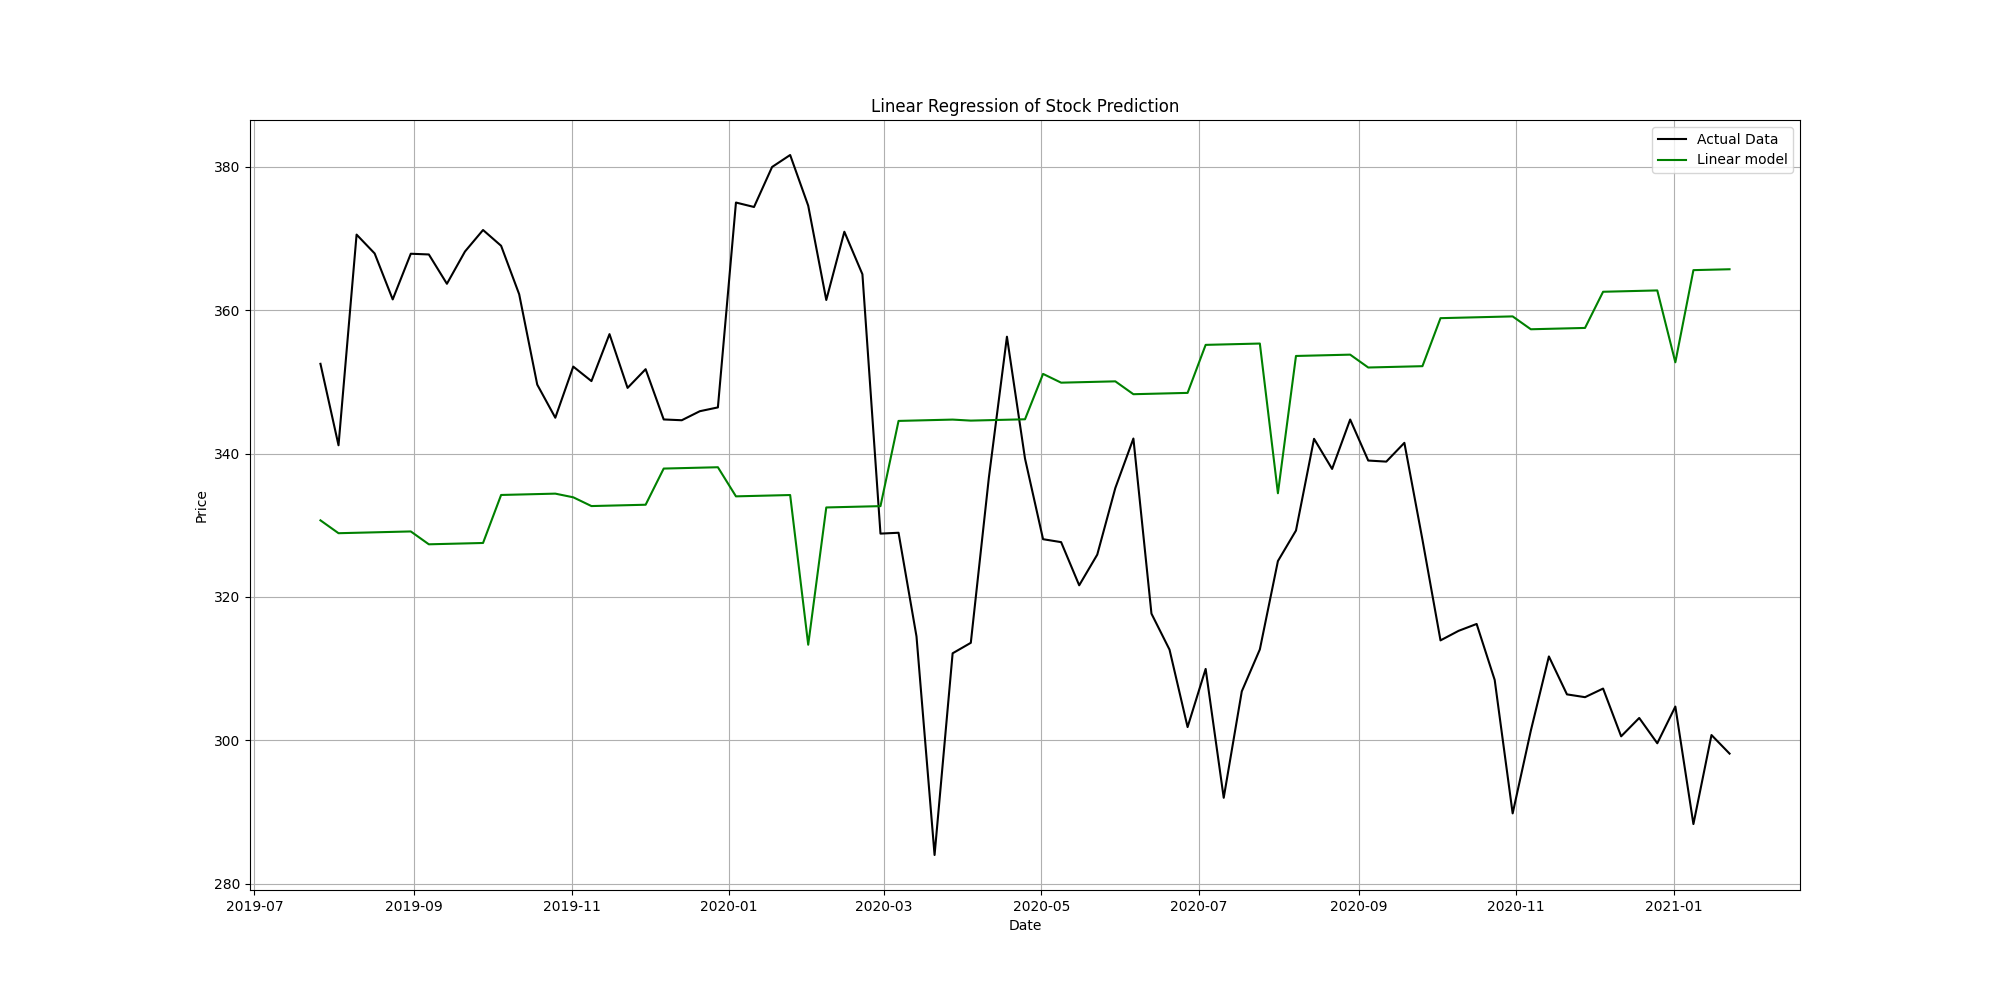 Linear Regression of Stock Prediction
Actual Data
Linear model
Price
380
360
340
320
300
280
2019-07 2019-09 2019-11 2020-01 2020-03 2020-05 2020-07 2020-09 2020-11 2021-01
Date